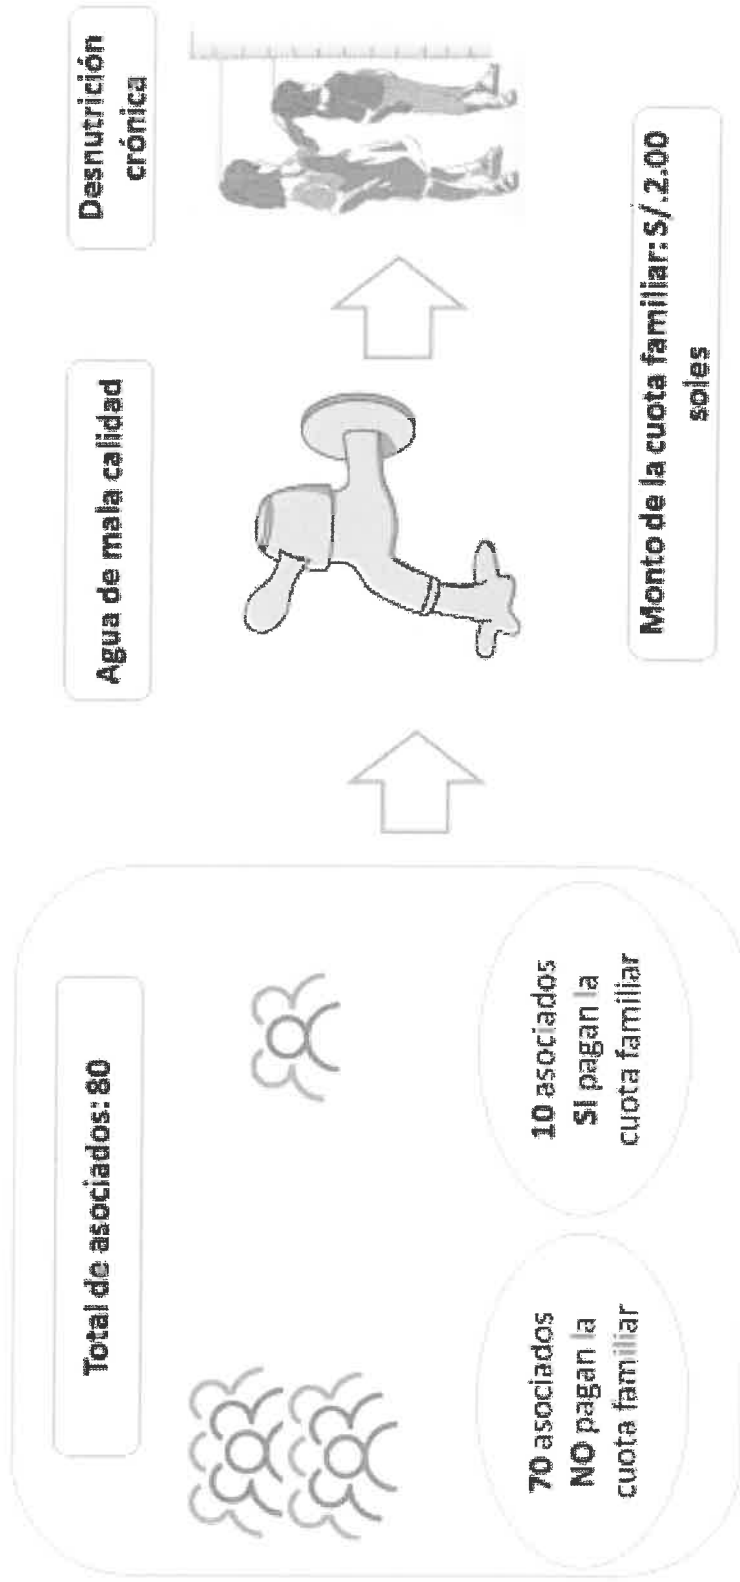 Total de asociados: 80
70 asociados
NO pagan la
cuota familiar
10 asociados
SI pagan la
cuota familiar
Agua de mala calidad
Desnutrición
crónica
Monto de la cuota familiar: S/.2.00
soles